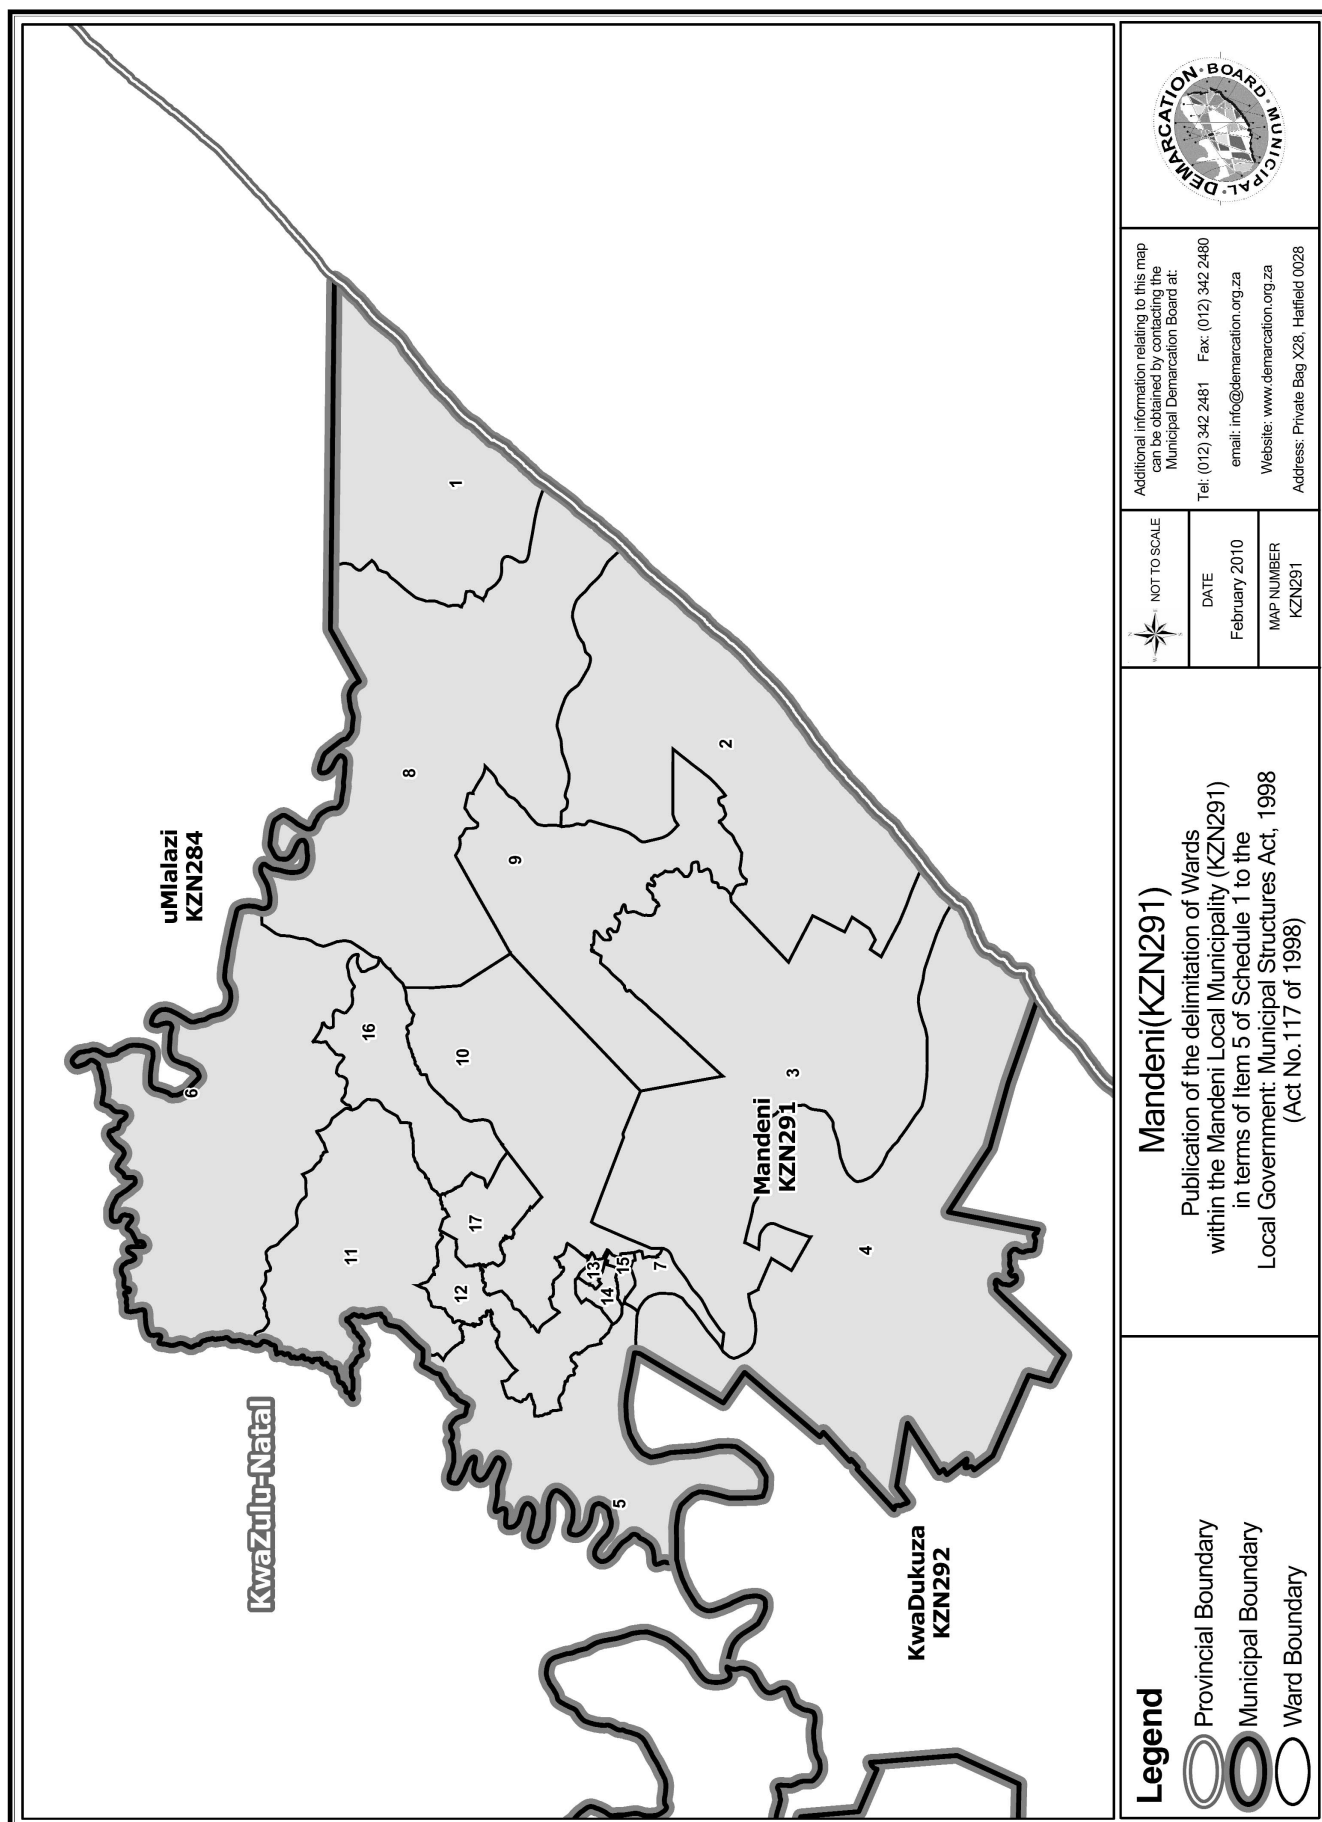 KwaZulu-Natal
uMlalazi
KZN284
6
16
11
8
1
10
12
17
9
13
14
15
7
5
2
Mandeni
KZN291
3
4
KwaDukuza
KZN292
Legend
Provincial Boundary
Municipal Boundary
Ward Boundary
Mandeni(KZN291)
Publication of the delimitation of Wards
within the Mandeni Local Municipality (KZN291)
in terms of Item 5 of Schedule 1 to the
Local Government: Municipal Structures Act, 1998
(Act No.117 of 1998)
NOT TO SCALE
DATE
February 2010
MAP NUMBER
KZN291
Additional information relating to this map
can be obtained by contacting the
Municipal Demarcation Board at:
Tel: (012) 342 2481 Fax: (012) 342 2480
email: info@demarcation.org.za
Website: www.demarcation.org.za
Address: Private Bag X28, Hatfield 0028
MUNICIPAL • DEMARCATION • BOARD •